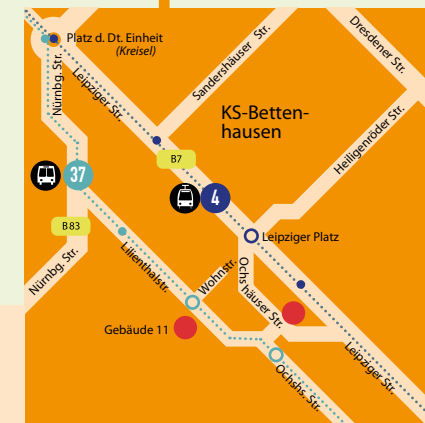 Platz d. Dt. Einheit
(Kreisel)
Nürnbg. Str.
Leipziger Str.
Sandershäuser Str.
Dresdener Str.
KS-Betten-
hausen
Heiligenröder Str.
B7
37
4
B83
Leipziger Platz
Lilienthalstr.
Wohnstr.
Ochshäuser Str.
Nürnbg. Str.
Gebäude 11
Leipziger Str.
Ochshs. Str.